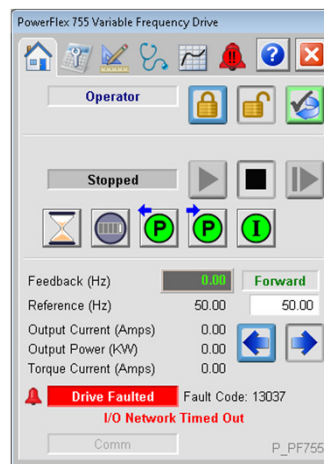 PowerFlex 755 Variable Frequency Drive
Operator
Stopped
P P I
Feedback (Hz) 0.00 Forward
Reference (Hz) 50.00 50.00
Output Current (Amps) 0.00
Output Power (KW) 0.00
Torque Current (Amps) 0.00
Drive Faulted Fault Code: 13037
I/O Network Timed Out
Comm P_PF755